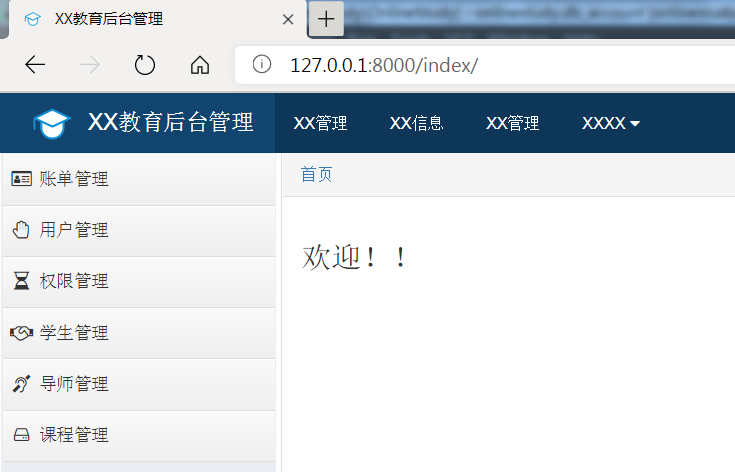 XX教育后台管理
127.0.0.1:8000/index/
XX教育后台管理 XX管理 XX信息 XX管理 XXXX
账单管理
首页
用户管理
欢迎！！
权限管理
学生管理
导师管理
课程管理